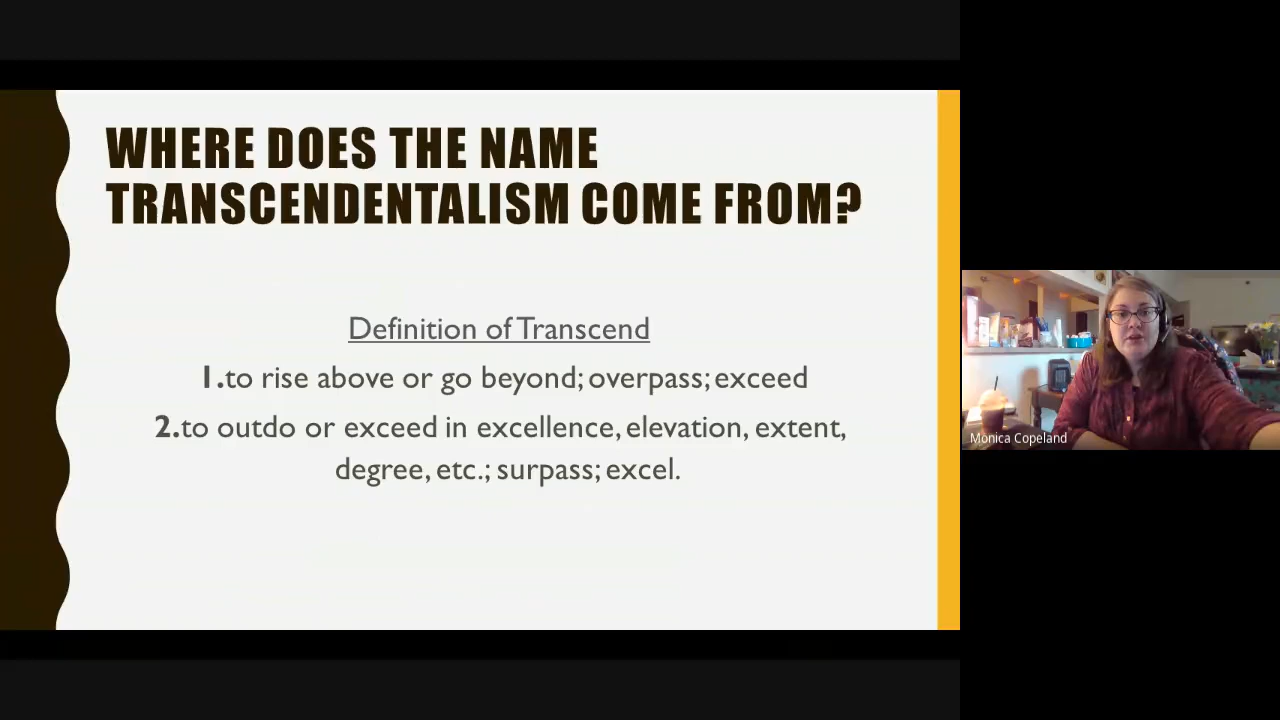 WHERE DOES THE NAME
TRANSCENDENTALISM COME FROM?
Definition of Transcend
1.to rise above or go beyond; overpass; exceed
2.to outdo or exceed in excellence, elevation, extent,
degree, etc.; surpass; excel.
Monica Copeland